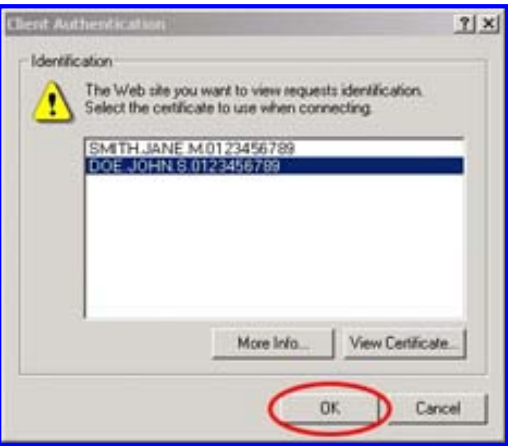 Client Authentication
Identification
The Web site you want to view requests identification.
Select the certificate to use when connecting.
SMITH.JANE.M.0123456789
DOE.JOHN.S.0123456789
More Info...
View Certificate...
OK
Cancel